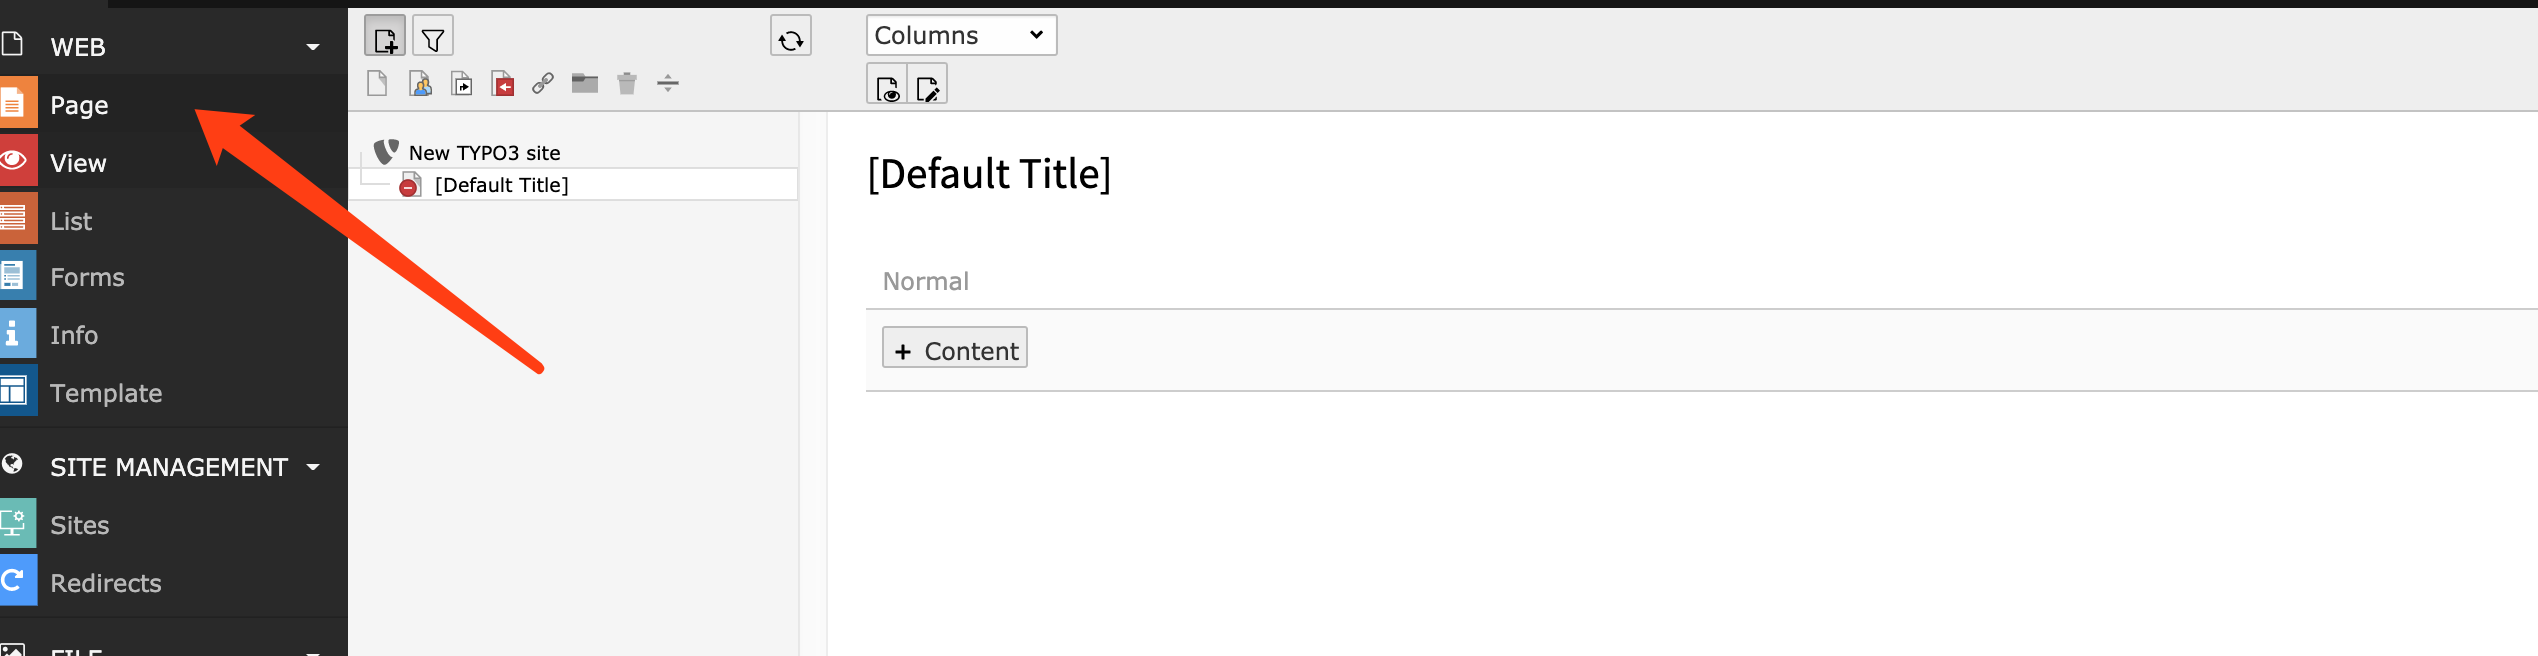 WEB
Page
View
List
Forms
Info
Template
SITE MANAGEMENT
Sites
Redirects
FILE
New TYPO3 site
[Default Title]
Columns
[Default Title]
Normal
+ Content